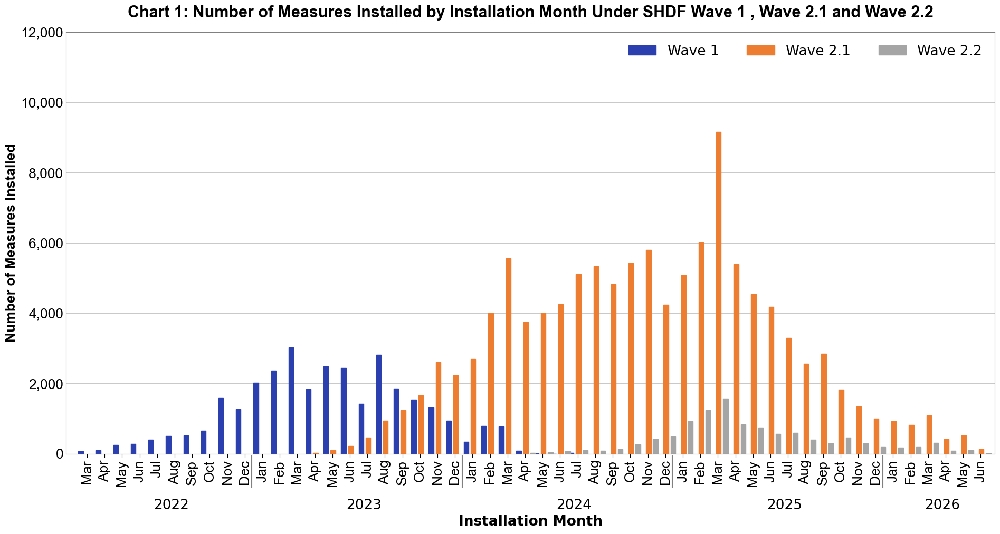 Chart 1: Number of Measures Installed by Installation Month Under SHDF Wave 1 , Wave 2.1 and Wave 2.2
Wave 1 Wave 2.1 Wave 2.2
Number of Measures Installed
12,000
10,000
8,000
6,000
4,000
2,000
0
Mar Apr May Jun Jul Aug Sep Oct Nov Dec Jan Feb Mar Apr May Jun Jul Aug Sep Oct Nov Dec Jan Feb Mar Apr May Jun Jul Aug Sep Oct Nov Dec Jan Feb Mar Apr May Jun Jul Aug Sep Oct Nov Dec Jan Feb Mar Apr May Jun
2022 2023 2024 2025 2026
Installation Month